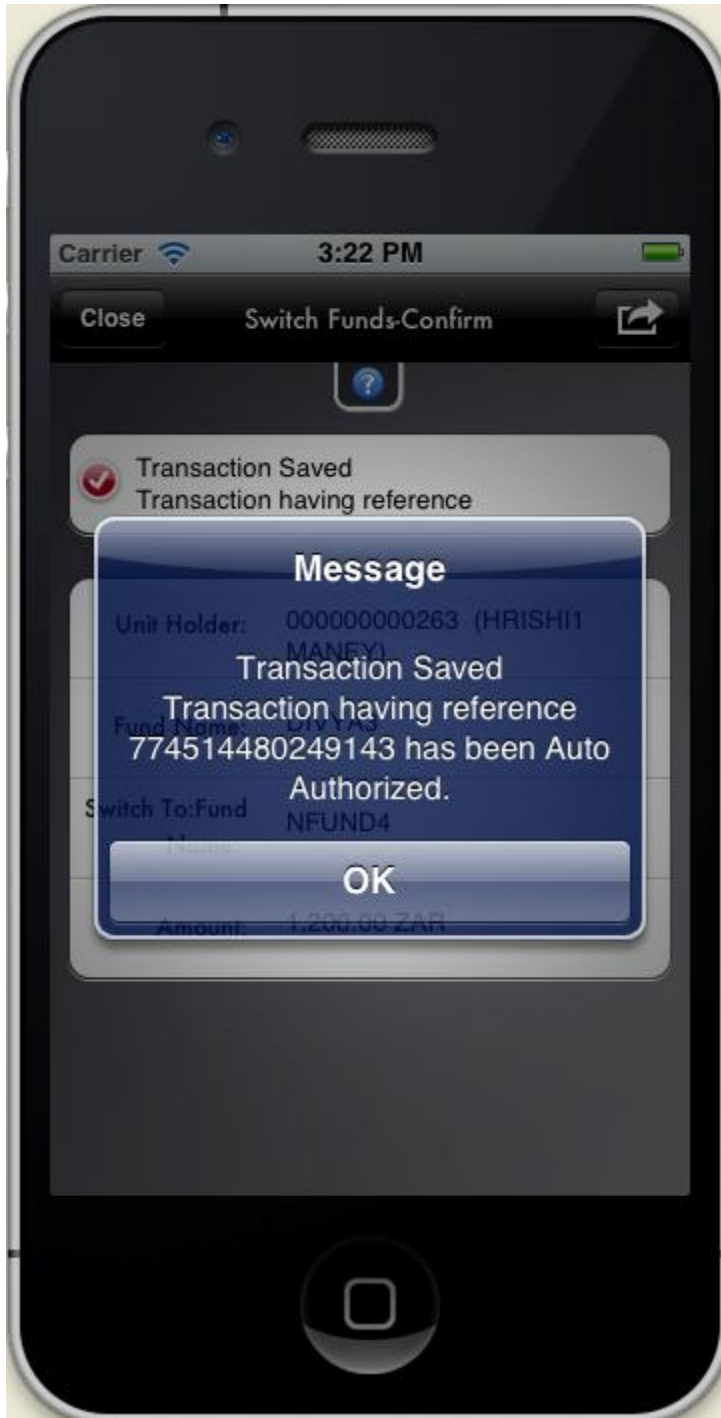 Carrier 3:22 PM
Close Switch Funds-Confirm
Transaction Saved
Transaction having reference
Message
Unit Holder: 000000000263 (HRISHI1
MANEY)
Transaction Saved
Transaction having reference
Fund Name: DIVYA3
774514480249143 has been Auto
Authorized.
Switch To:Fund NFUND4
Name:
OK
Amount: 1,200.00 ZAR